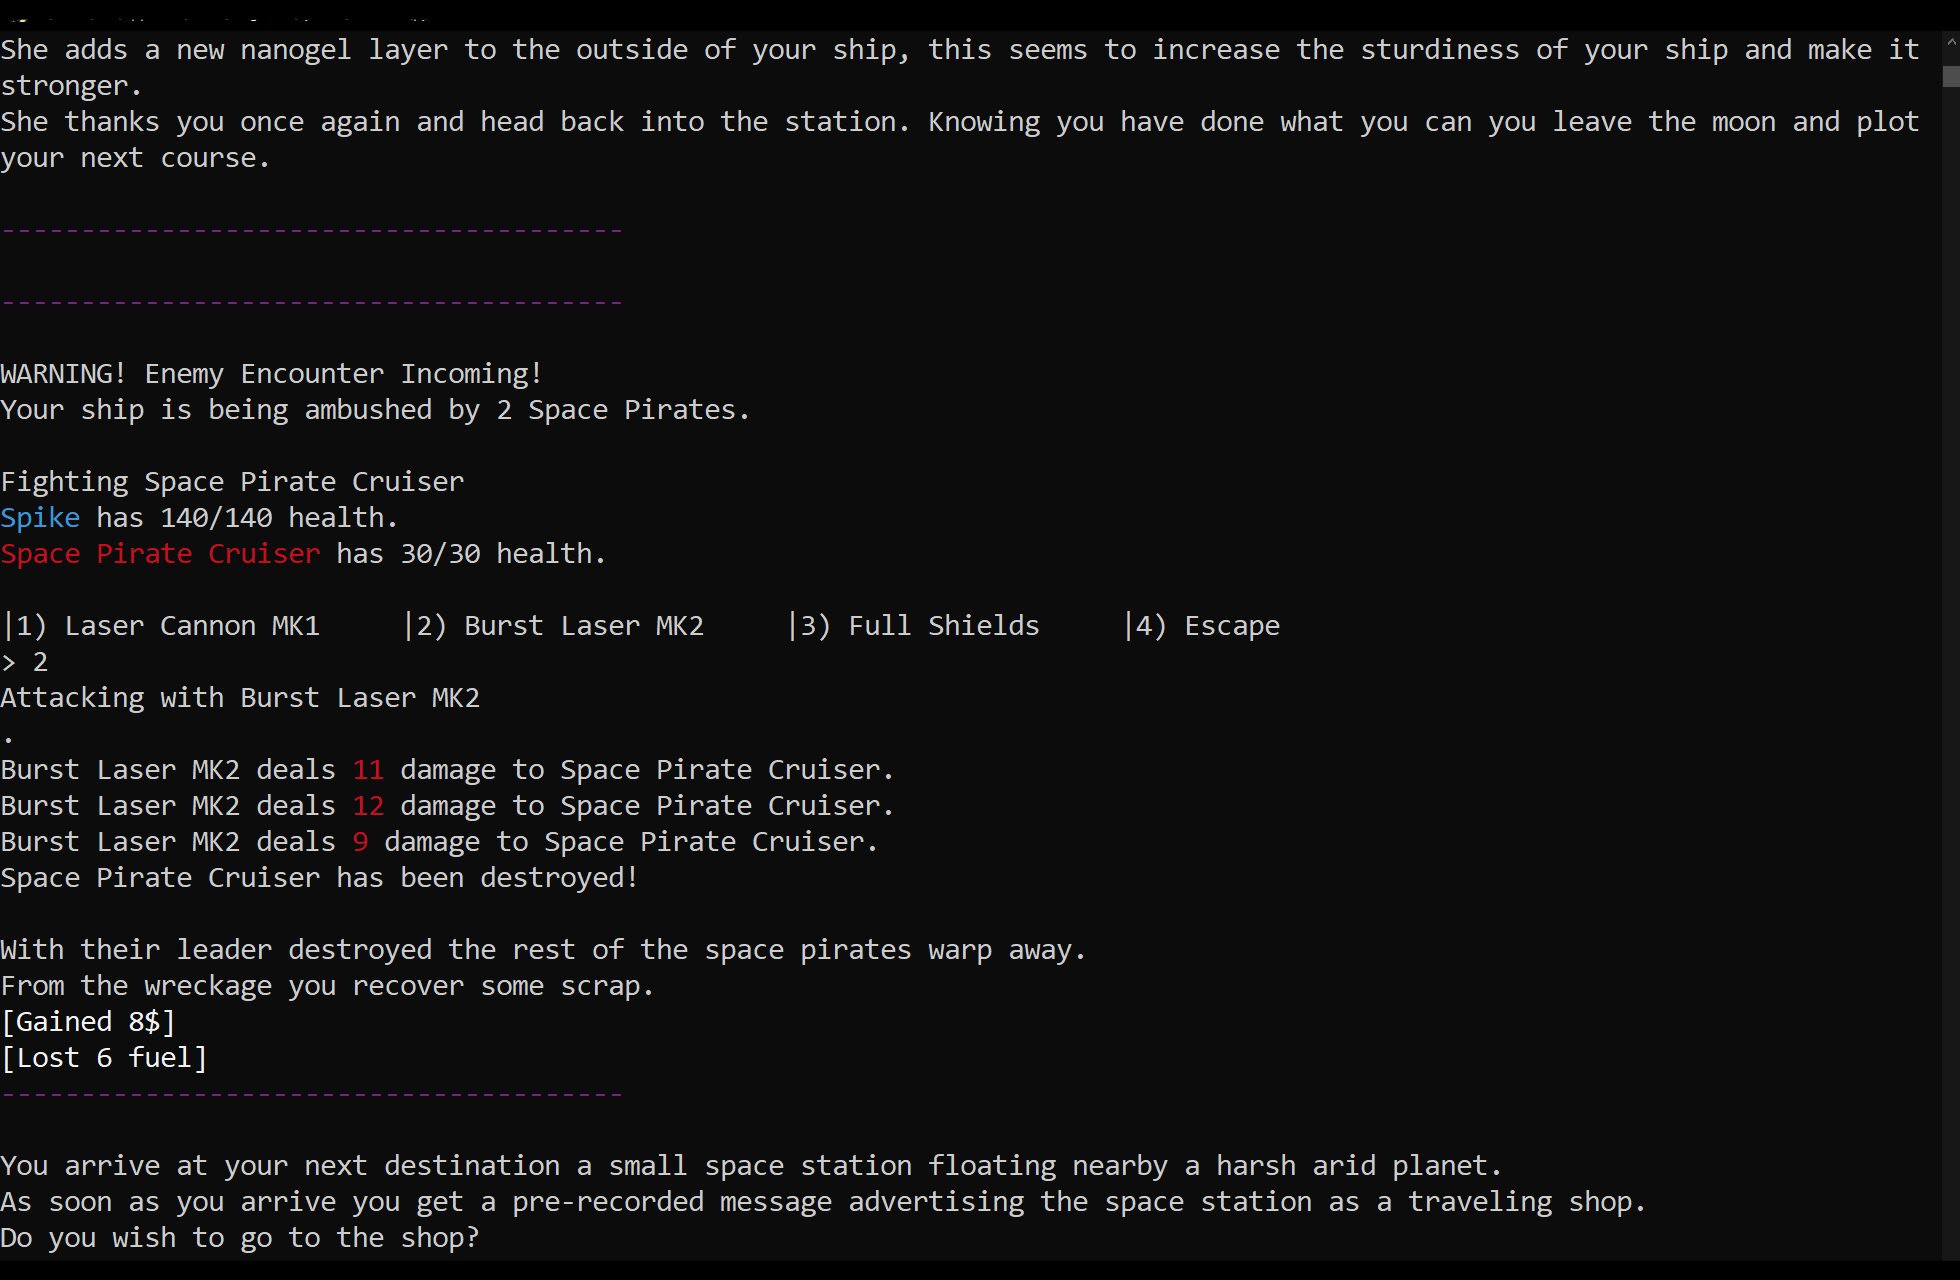 She adds a new nanogel layer to the outside of your ship, this seems to increase the sturdiness of your ship and make it
stronger.
She thanks you once again and head back into the station. Knowing you have done what you can you leave the moon and plot
your next course.
---------------------------------------
---------------------------------------
WARNING! Enemy Encounter Incoming!
Your ship is being ambushed by 2 Space Pirates.
Fighting Space Pirate Cruiser
Spike has 140/140 health.
Space Pirate Cruiser has 30/30 health.
|1) Laser Cannon MK1     |2) Burst Laser MK2     |3) Full Shields     |4) Escape
> 2
Attacking with Burst Laser MK2
.
Burst Laser MK2 deals 11 damage to Space Pirate Cruiser.
Burst Laser MK2 deals 12 damage to Space Pirate Cruiser.
Burst Laser MK2 deals 9 damage to Space Pirate Cruiser.
Space Pirate Cruiser has been destroyed!
With their leader destroyed the rest of the space pirates warp away.
From the wreckage you recover some scrap.
[Gained 8$]
[Lost 6 fuel]
---------------------------------------
You arrive at your next destination a small space station floating nearby a harsh arid planet.
As soon as you arrive you get a pre-recorded message advertising the space station as a traveling shop.
Do you wish to go to the shop?